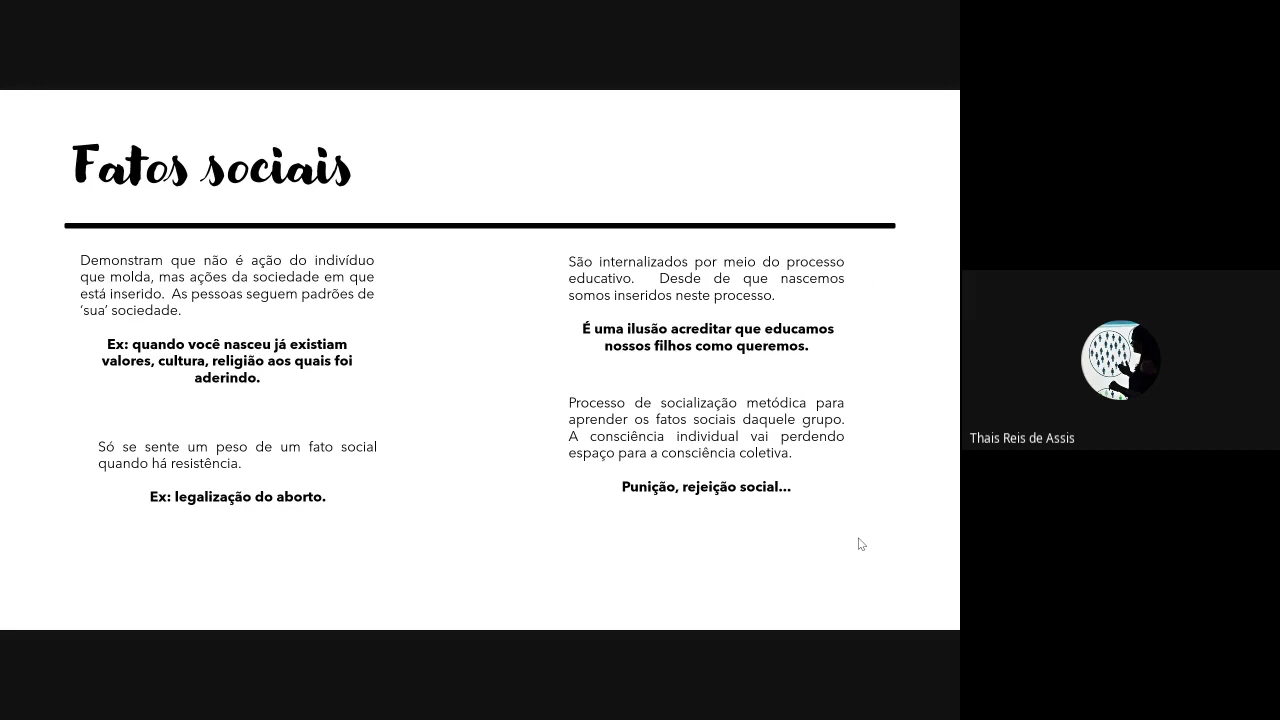 Fatos sociais
Demonstram que não é ação do indivíduo
que molda, mas ações da sociedade em que
está inserido. As pessoas seguem padrões de
‘sua’ sociedade.
Ex: quando você nasceu já existiam
valores, cultura, religião aos quais foi
aderindo.
Só se sente um peso de um fato social
quando há resistência.
Ex: legalização do aborto.
São internalizados por meio do processo
educativo. Desde de que nascemos
somos inseridos neste processo.
É uma ilusão acreditar que educamos
nossos filhos como queremos.
Processo de socialização metódica para
aprender os fatos sociais daquele grupo.
A consciência individual vai perdendo
espaço para a consciência coletiva.
Punição, rejeição social...
Thais Reis de Assis